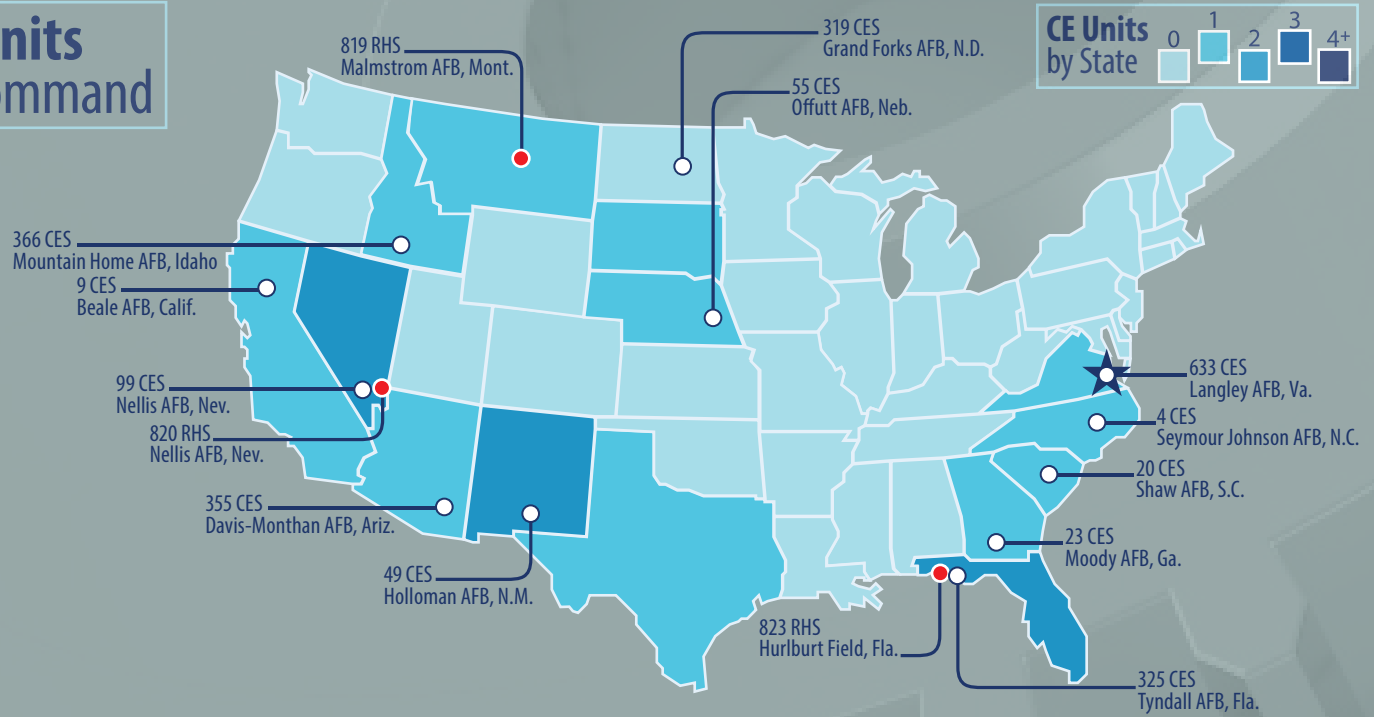 nits
mmand
CE Units
by State
0
1
2
3
4+
819 RHS
Malmstrom AFB, Mont.
319 CES
Grand Forks AFB, N.D.
55 CES
Offutt AFB, Neb.
366 CES
Mountain Home AFB, Idaho
9 CES
Beale AFB, Calif.
99 CES
Nellis AFB, Nev.
820 RHS
Nellis AFB, Nev.
355 CES
Davis-Monthan AFB, Ariz.
49 CES
Holloman AFB, N.M.
633 CES
Langley AFB, Va.
4 CES
Seymour Johnson AFB, N.C.
20 CES
Shaw AFB, S.C.
23 CES
Moody AFB, Ga.
823 RHS
Hurlburt Field, Fla.
325 CES
Tyndall AFB, Fla.